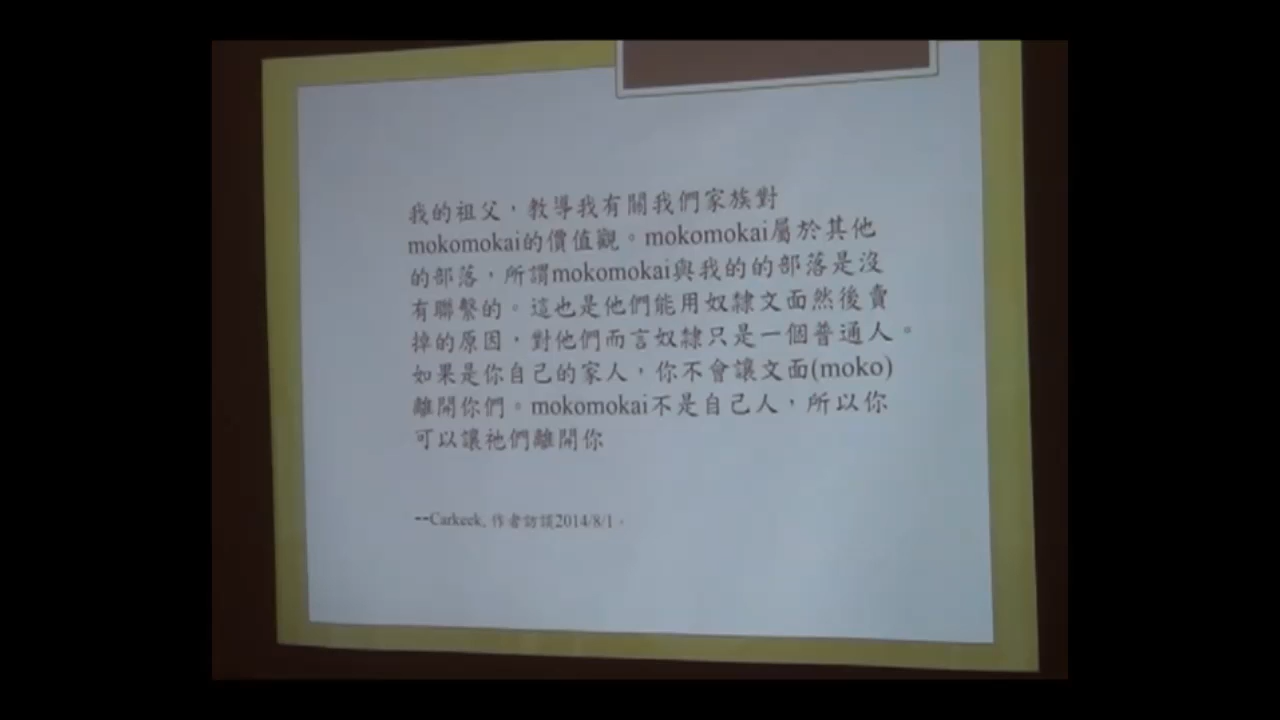 我的祖父，教導我有關我們家族對
mokomokai的價值觀。mokomokai屬於其他
的部落，所謂mokomokai與我的的部落是沒
有聯繫的。這也是他們能用奴隸文面然後賣
掉的原因，對他們而言奴隸只是一個普通人。
如果是你自己的家人，你不會讓文面(moko)
離開你們。mokomokai不是自己人，所以你
可以讓祂們離開你
--Carkeek, 作者訪談2014/8/1。